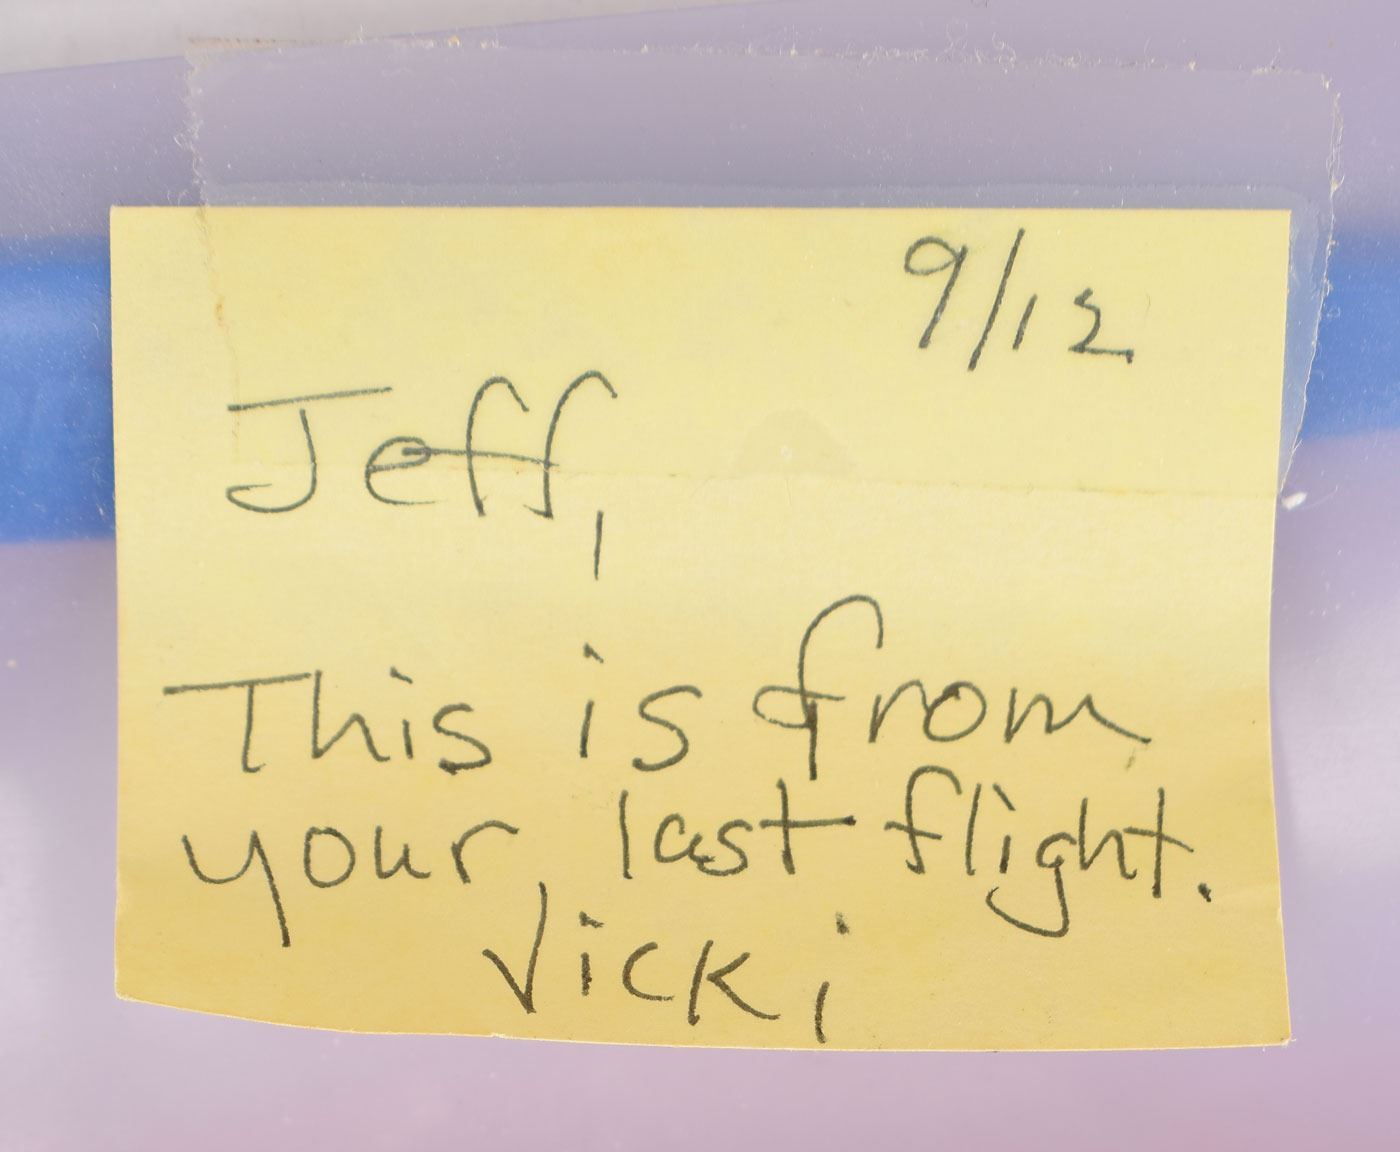 9/12
Jeff,
This is from
your last flight.
Vicki